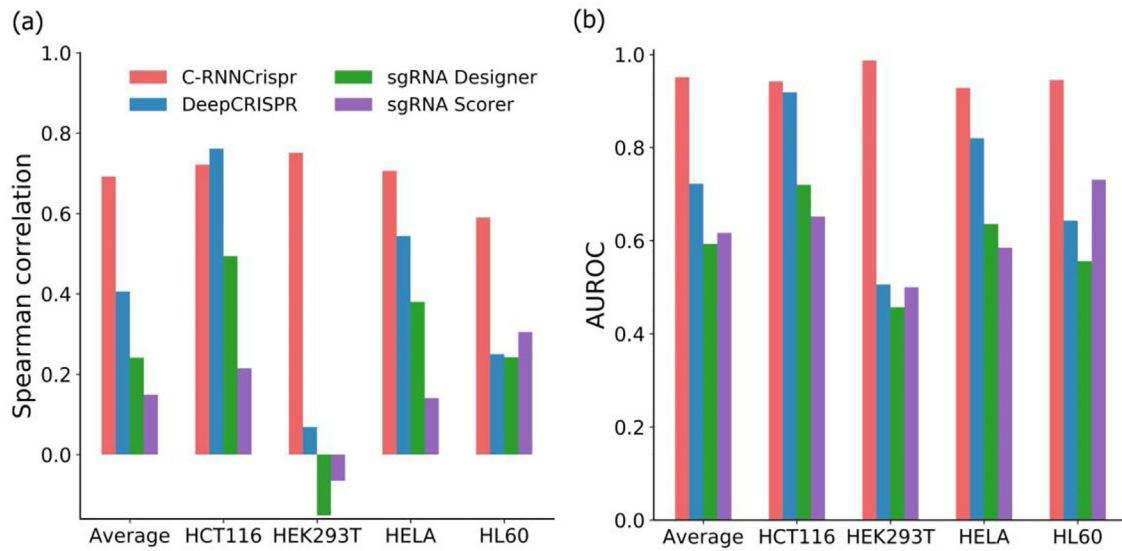 (a)
1.0
0.8
0.6
0.4
0.2
0.0
Spearman correlation
C-RNNCrispr
DeepCRISPR
sgRNA Designer
sgRNA Scorer
Average HCT116 HEK293T HELA HL60
(b)
1.0
0.8
0.6
0.4
0.2
0.0
AUROC
Average HCT116 HEK293T HELA HL60